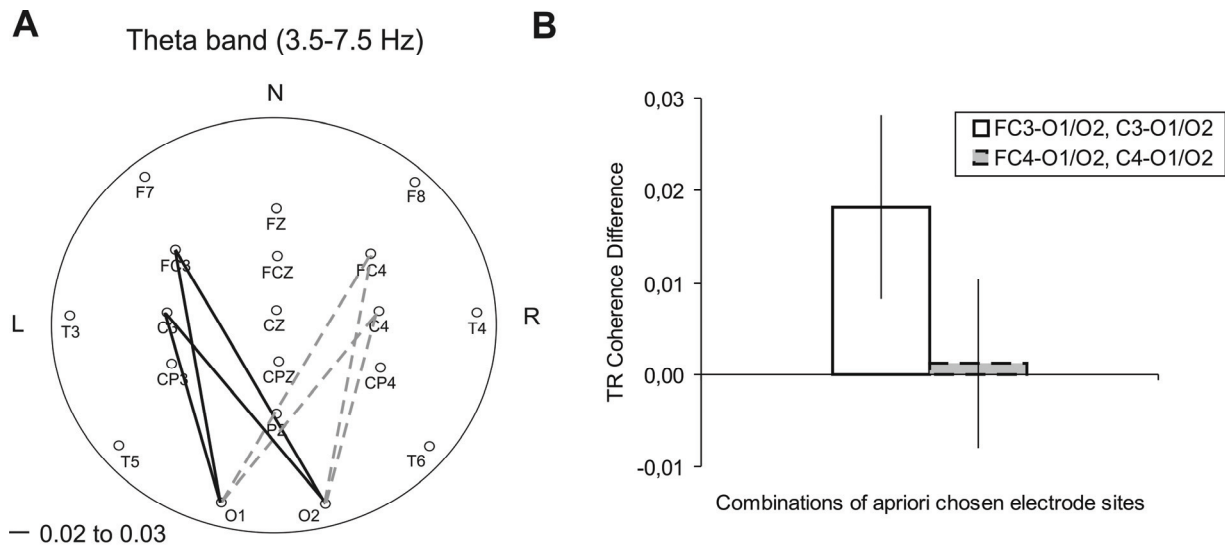 A
Theta band (3.5-7.5 Hz)
N
F7
F8
FZ
FC3
FCZ
FC4
L
R
T3
C3
CZ
C4
T4
CP3
CPZ
CP4
PZ
T5
T6
O1
O2
0.02 to 0.03
B
0,03
0,02
0,01
0,00
-0,01
TR Coherence Difference
FC3-O1/O2, C3-O1/O2
FC4-O1/O2, C4-O1/O2
Combinations of apriori chosen electrode sites